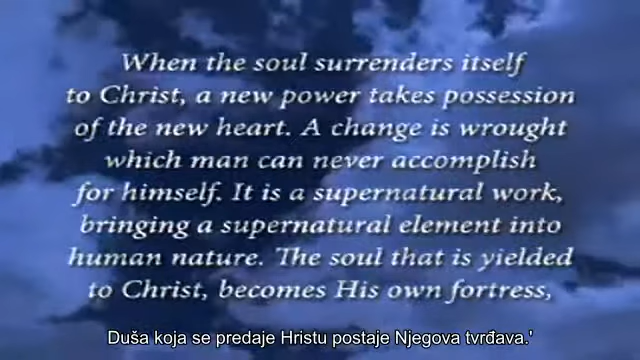 When the soul surrenders itself
to Christ, a new power takes possession
of the new heart. A change is wrought
which man can never accomplish
for himself. It is a supernatural work,
bringing a supernatural element into
human nature. The soul that is yielded
to Christ, becomes His own fortress,
Duša koja se predaje Hristu postaje Njegova tvrđava.'